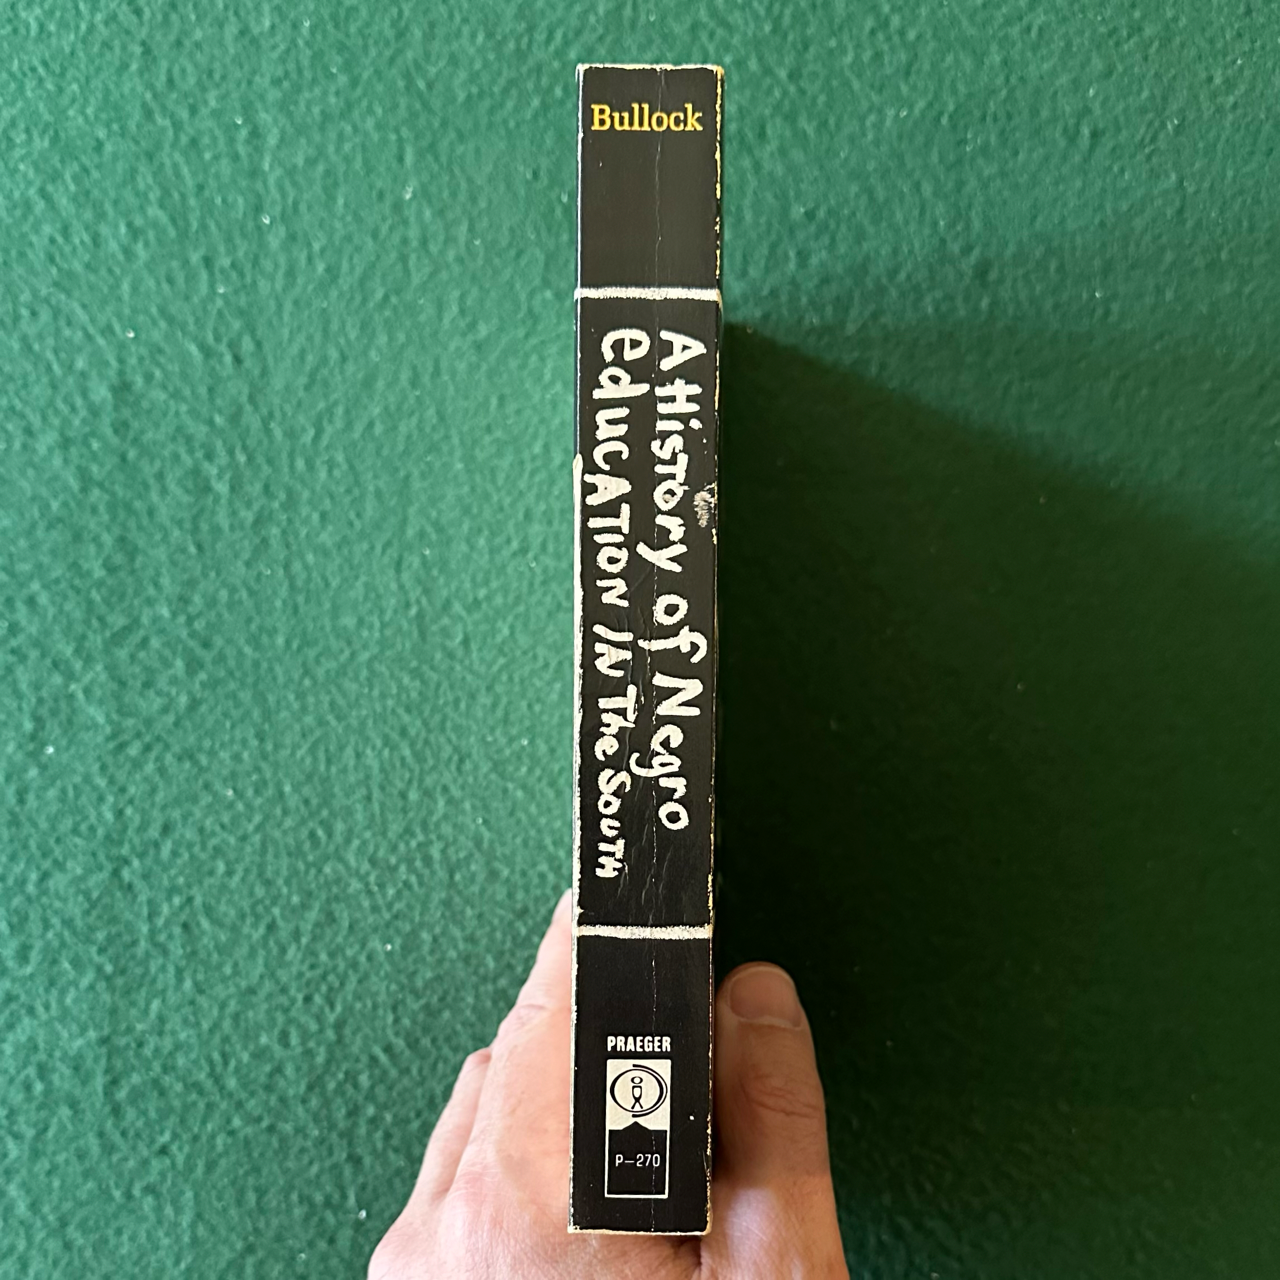 Bullock
A History of Negro
education in The South
PRAEGER
P-270